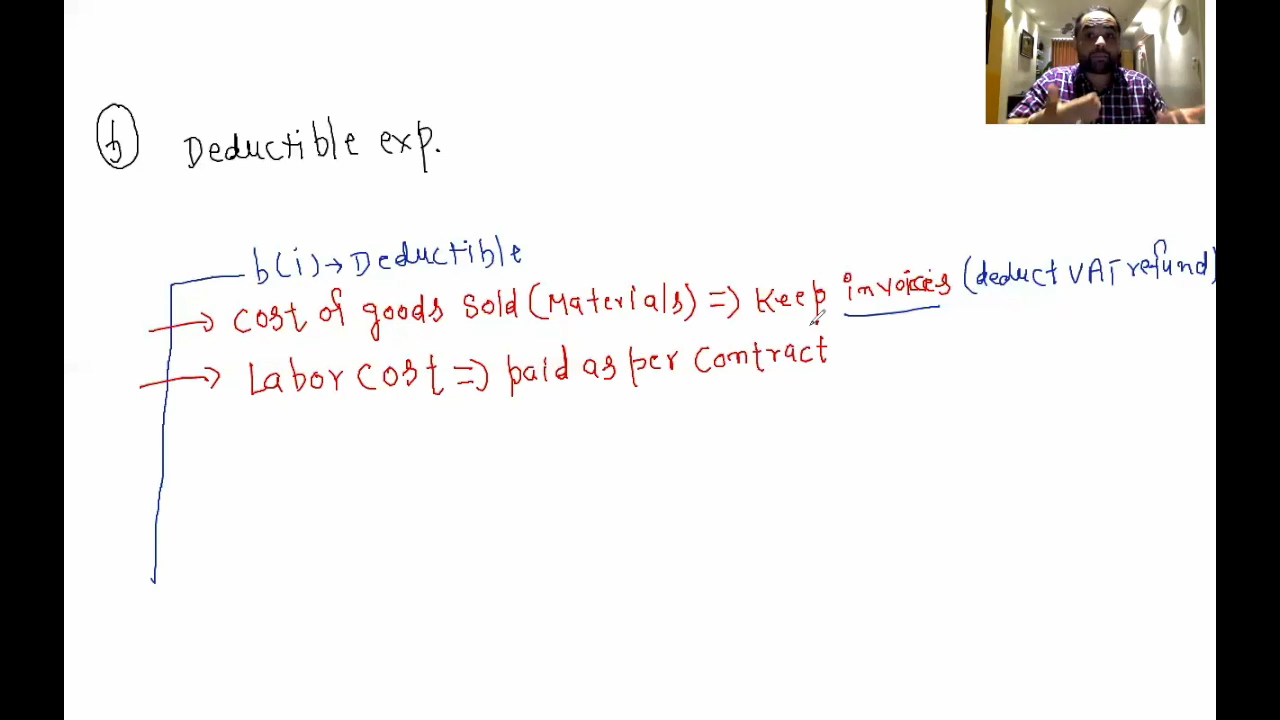 b Deductible exp.
b(i)→ Deductible
→ cost of goods sold (Materials) => Keep invoices (deduct VAT refund)
→ Labor cost => paid as per contract